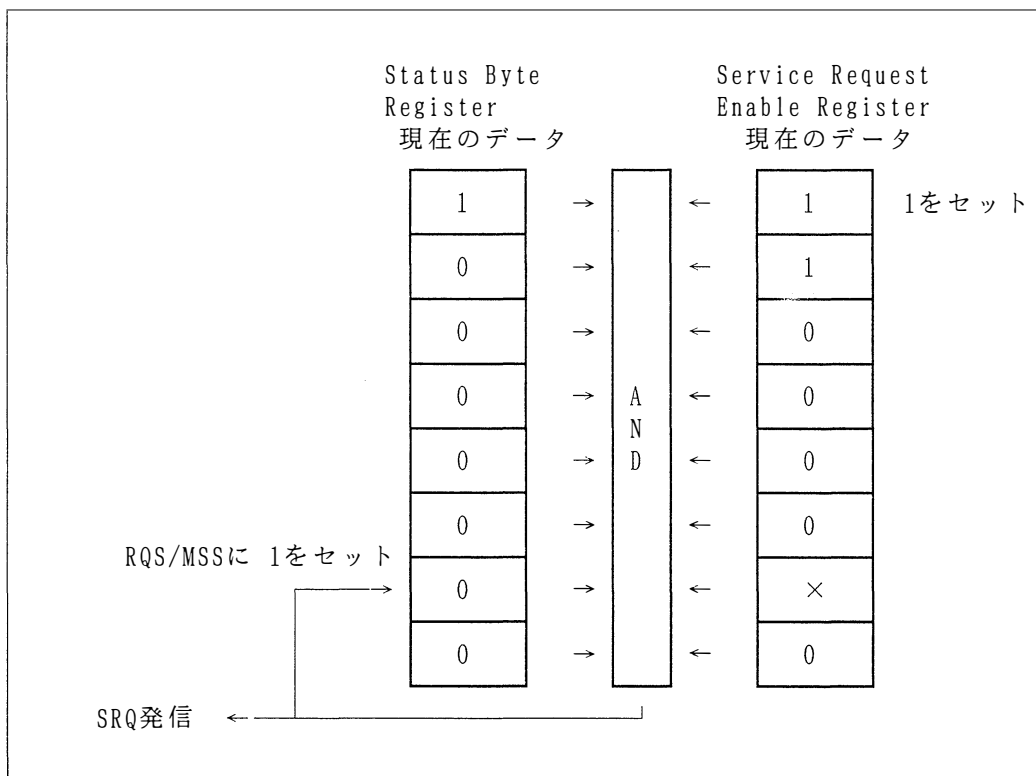 Status Byte
Register
現在のデータ
Service Request
Enable Register
現在のデータ
1 → ← 1 1をセット
0 → ← 1
0 → ← 0
0 → A ← 0
N
0 → D ← 0
0 → ← 0
RQS/MSSに 1をセット
0 → ← ×
0 → ← 0
SRQ発信 ←